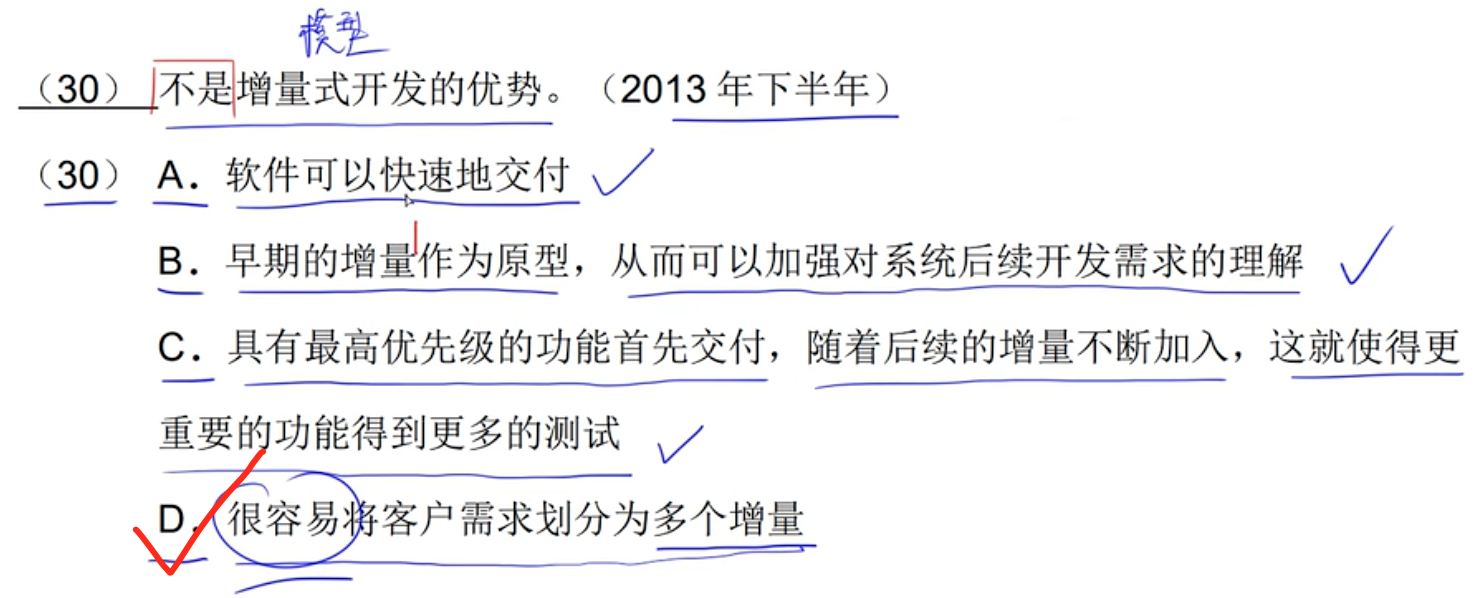 模型
（30）不是增量式开发的优势。（2013 年下半年）
（30） A．软件可以快速地交付
B．早期的增量作为原型，从而可以加强对系统后续开发需求的理解
C．具有最高优先级的功能首先交付，随着后续的增量不断加入，这就使得更
重要的功能得到更多的测试
D．很容易将客户需求划分为多个增量